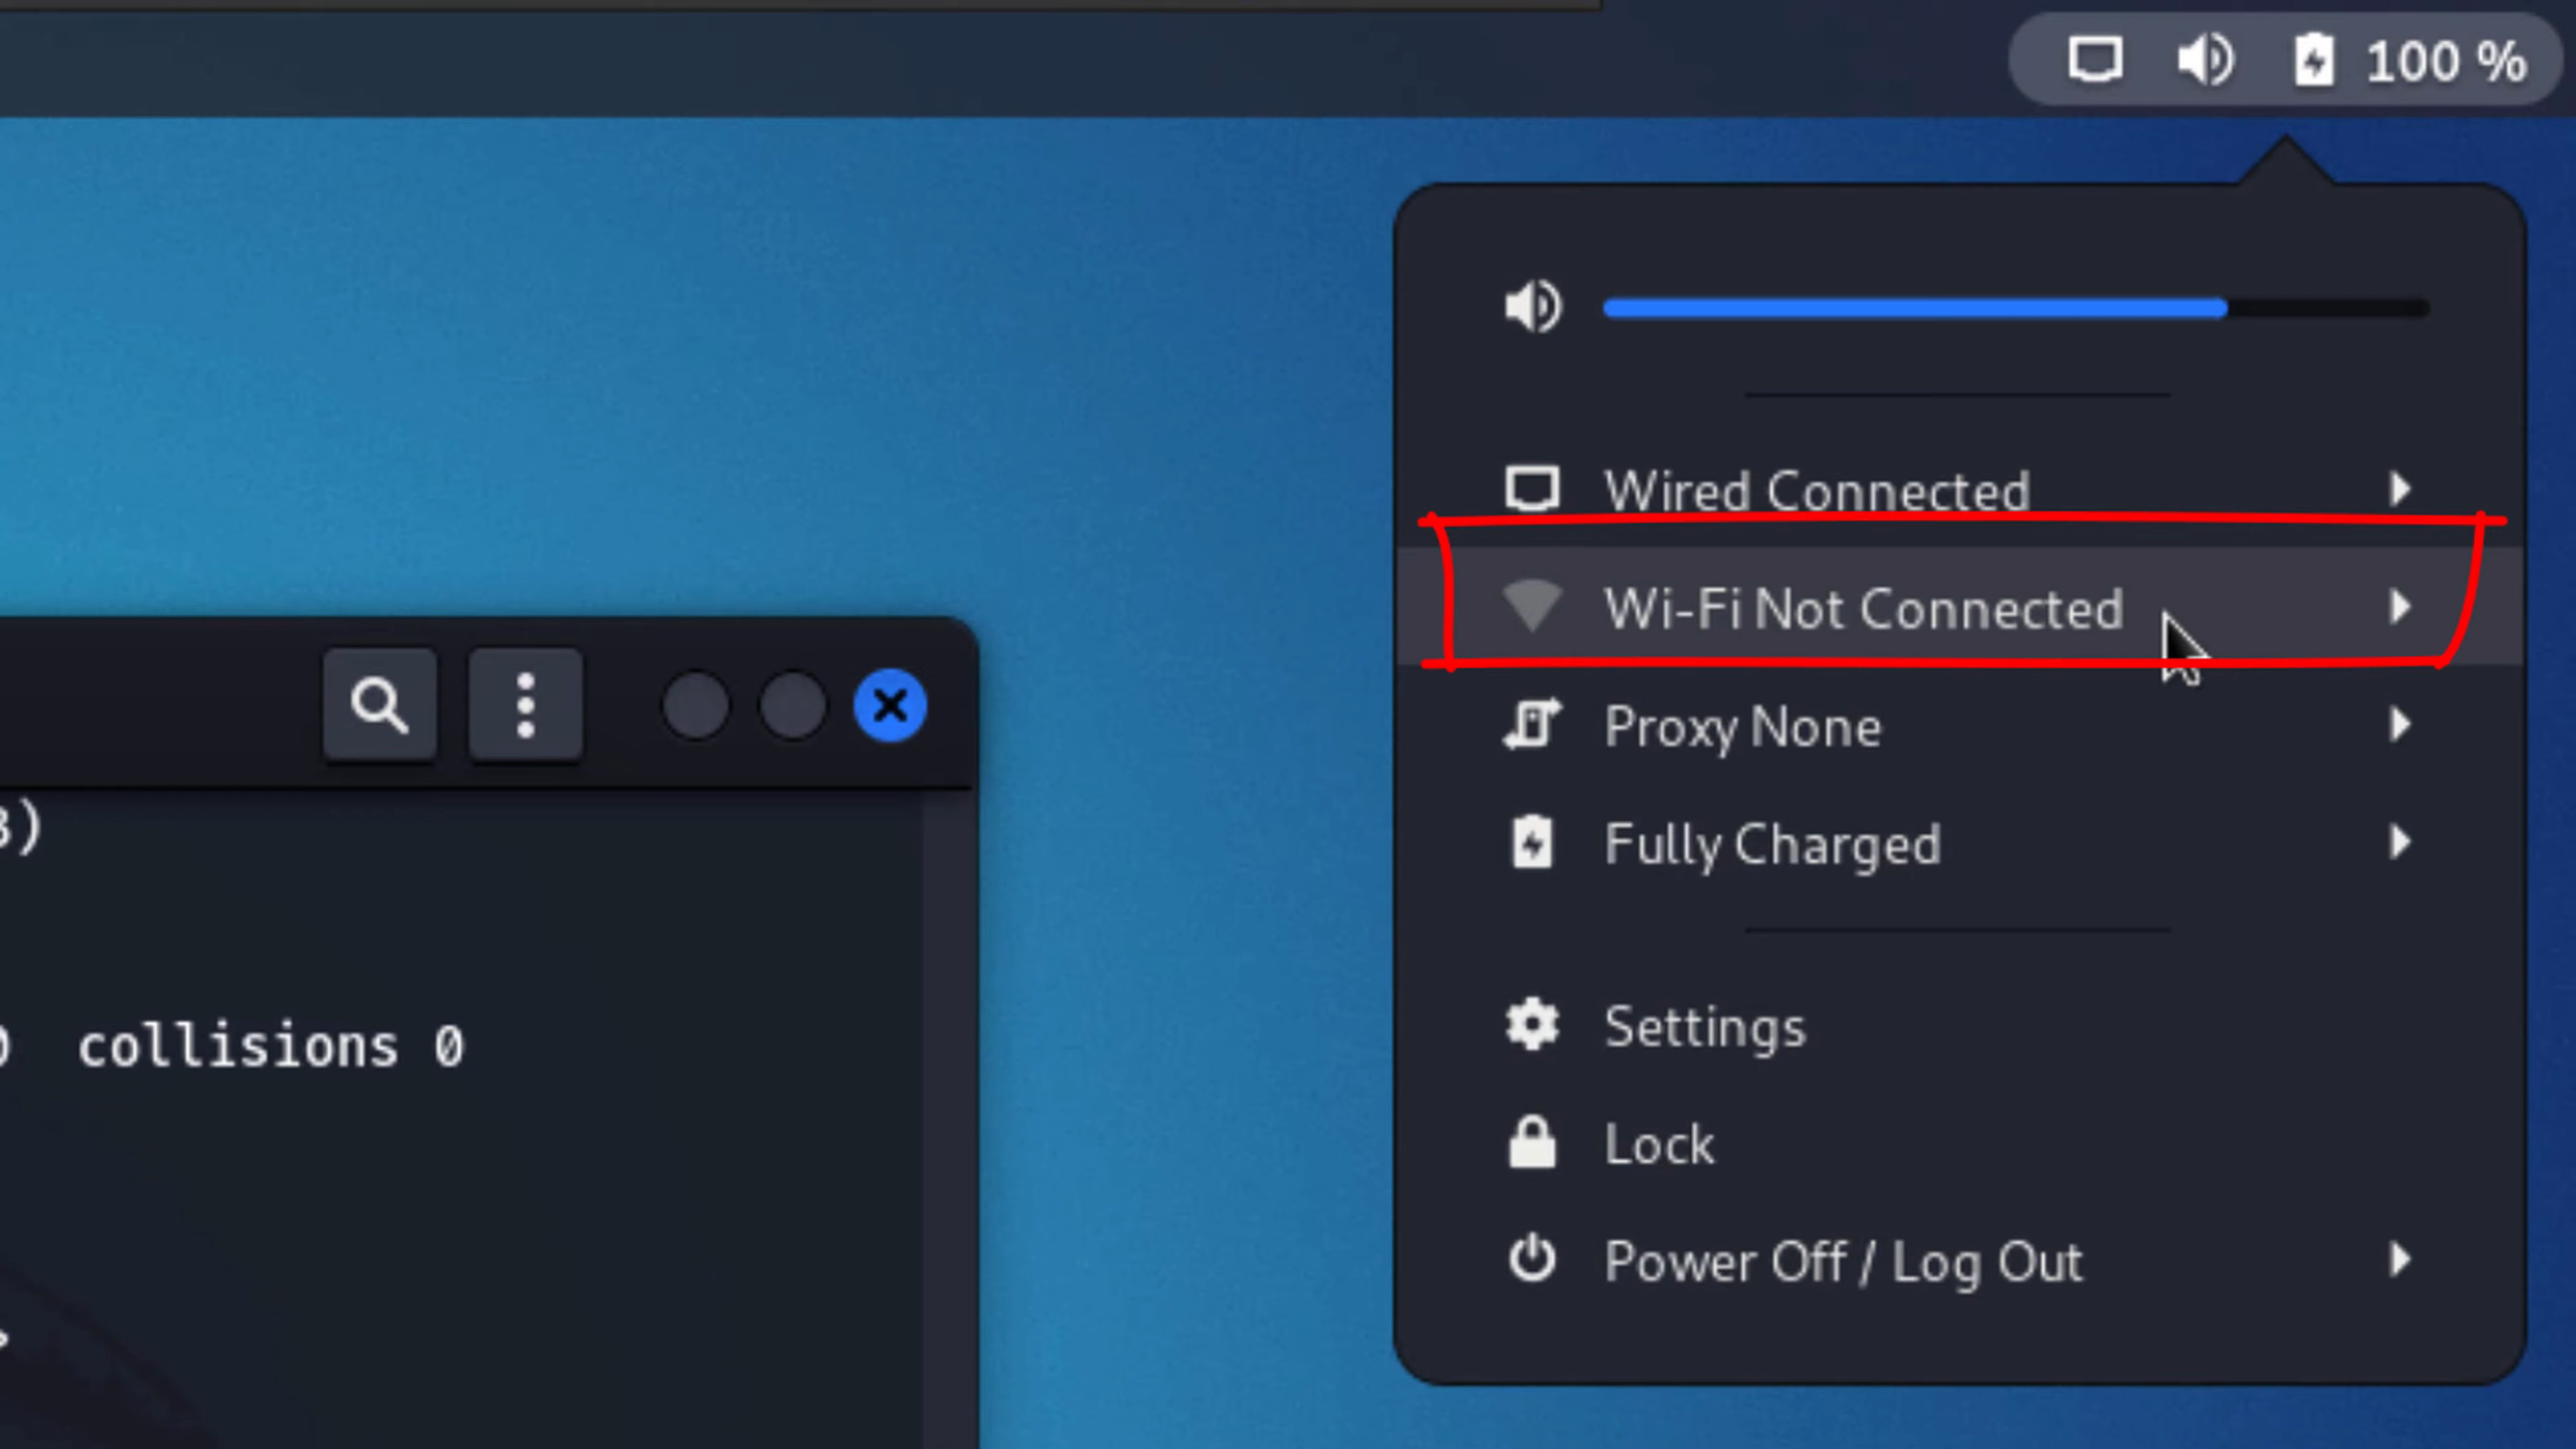 100 %
Wired Connected
Wi-Fi Not Connected
Proxy None
Fully Charged
Settings
Lock
Power Off / Log Out
)
collisions 0